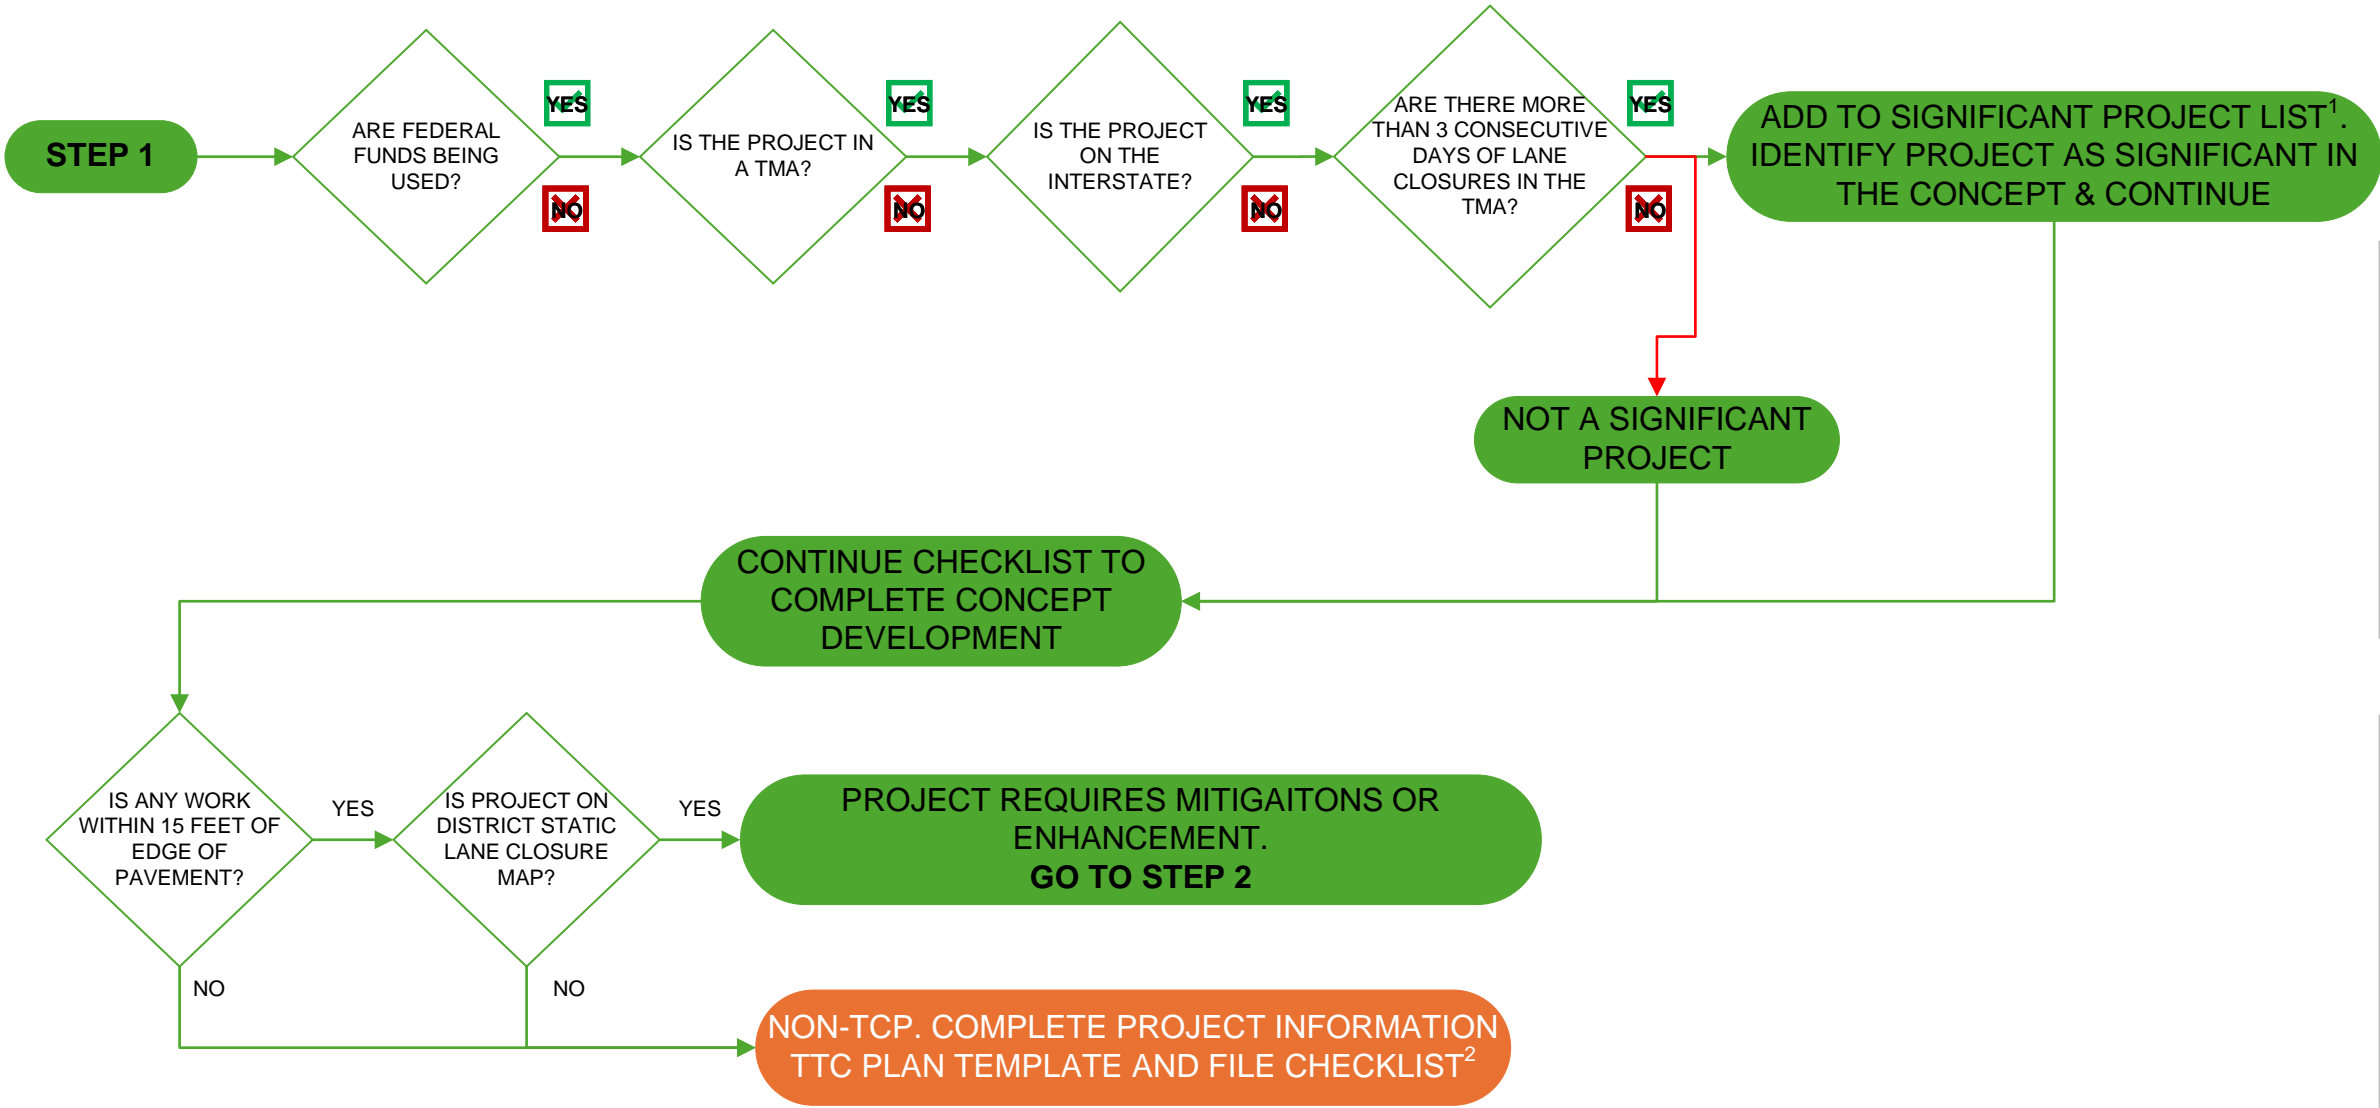 STEP 1
ARE FEDERAL
FUNDS BEING
USED?
YES
NO
IS THE PROJECT IN
A TMA?
YES
NO
IS THE PROJECT
ON THE
INTERSTATE?
YES
NO
ARE THERE MORE
THAN 3 CONSECUTIVE
DAYS OF LANE
CLOSURES IN THE
TMA?
YES
NO
ADD TO SIGNIFICANT PROJECT LIST¹.
IDENTIFY PROJECT AS SIGNIFICANT IN
THE CONCEPT & CONTINUE
NOT A SIGNIFICANT
PROJECT
CONTINUE CHECKLIST TO
COMPLETE CONCEPT
DEVELOPMENT
IS ANY WORK
WITHIN 15 FEET OF
EDGE OF
PAVEMENT?
YES
NO
IS PROJECT ON
DISTRICT STATIC
LANE CLOSURE
MAP?
YES
NO
PROJECT REQUIRES MITIGAITONS OR
ENHANCEMENT.
GO TO STEP 2
NON-TCP. COMPLETE PROJECT INFORMATION
TTC PLAN TEMPLATE AND FILE CHECKLIST²